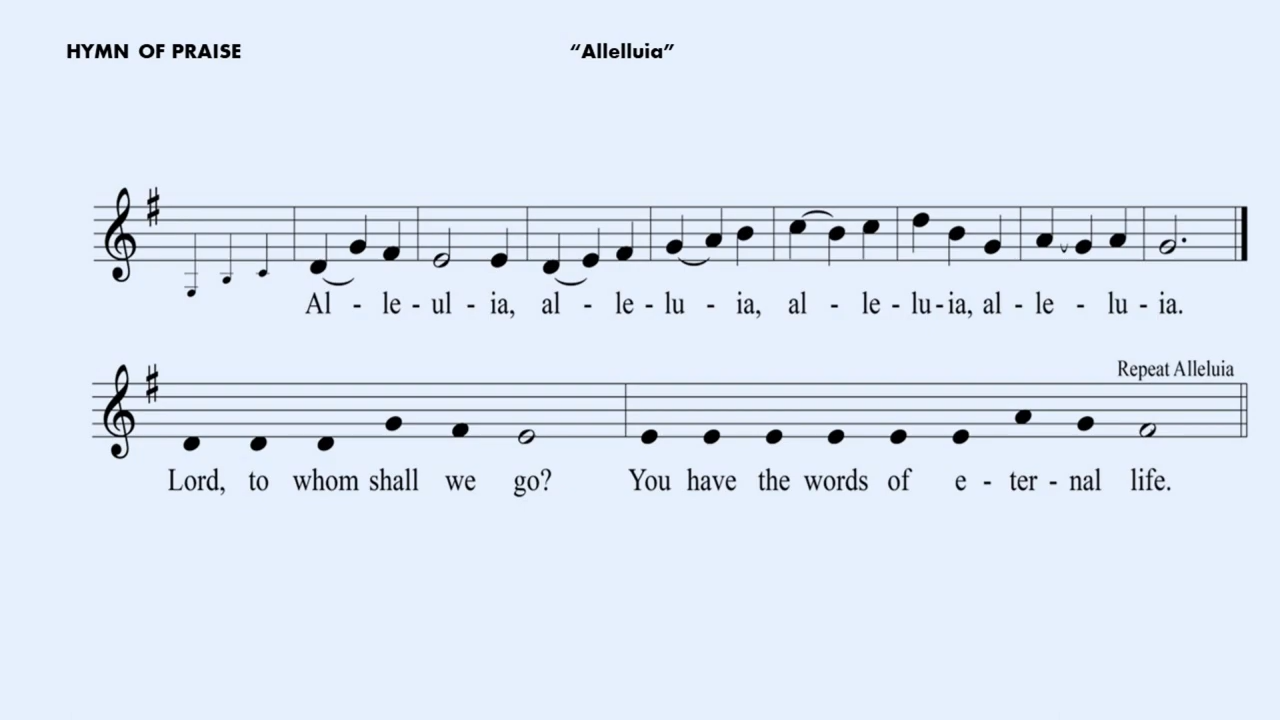 HYMN OF PRAISE
“Allelluia”
Al - le - ul - ia, al - le - lu - ia, al - le - lu - ia, al - le - lu - ia.
Repeat Alleluia
Lord, to whom shall we go? You have the words of e - ter - nal life.